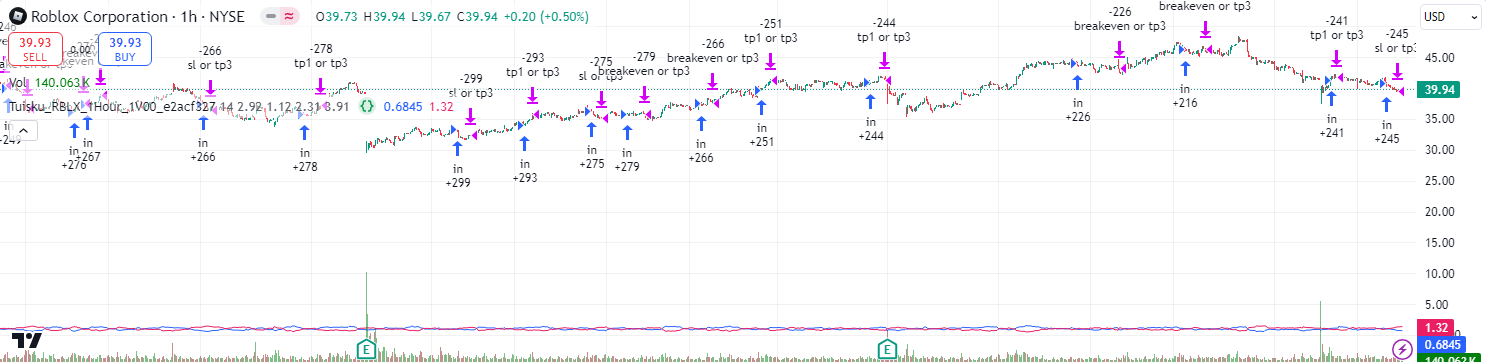 Roblox Corporation · 1h · NYSE
O39.73 H39.94 L39.67 C39.94 +0.20 (+0.50%)
USD
39.93
SELL
0.00
39.93
BUY
Vol 140.063 K
Tuisku_RBLX_1Hour_1V00_e2acf327 14 2.92 1.12 2.31 3.91 0.6845 1.32
-266
sl or tp3
-278
tp1 or tp3
-299
sl or tp3
-293
tp1 or tp3
-275
sl or tp3
-279
breakeven or tp3
-266
breakeven or tp3
-251
tp1 or tp3
-244
tp1 or tp3
-226
breakeven or tp3
breakeven or tp3
-241
tp1 or tp3
-245
sl or tp3
+249
in
+276
in
+267
in
+266
in
+278
in
+299
in
+293
in
+275
in
+279
in
+266
in
+251
in
+244
in
+226
in
+216
in
+241
in
+245
45.00
39.94
35.00
30.00
25.00
20.00
15.00
10.00
5.00
1.32
0.6845
140.063 K
E
E